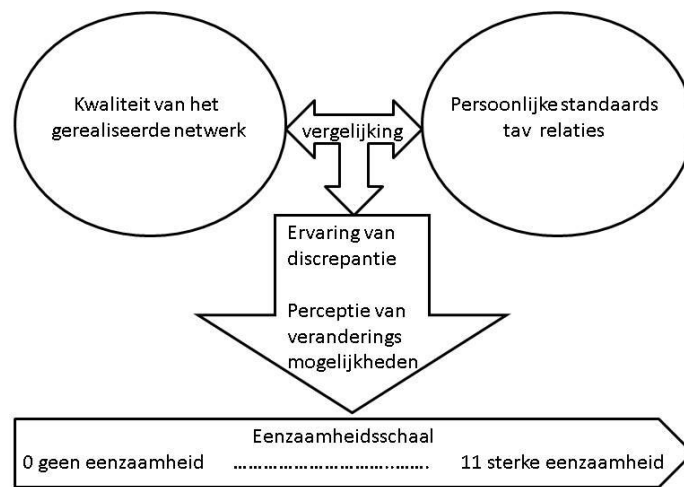 Kwaliteit van het
gerealiseerde netwerk
vergelijking
Persoonlijke standaards
tav relaties
Ervaring van
discrepantie
Perceptie van
veranderings
mogelijkheden
Eenzaamheidsschaal
0 geen eenzaamheid ………………………………….. 11 sterke eenzaamheid